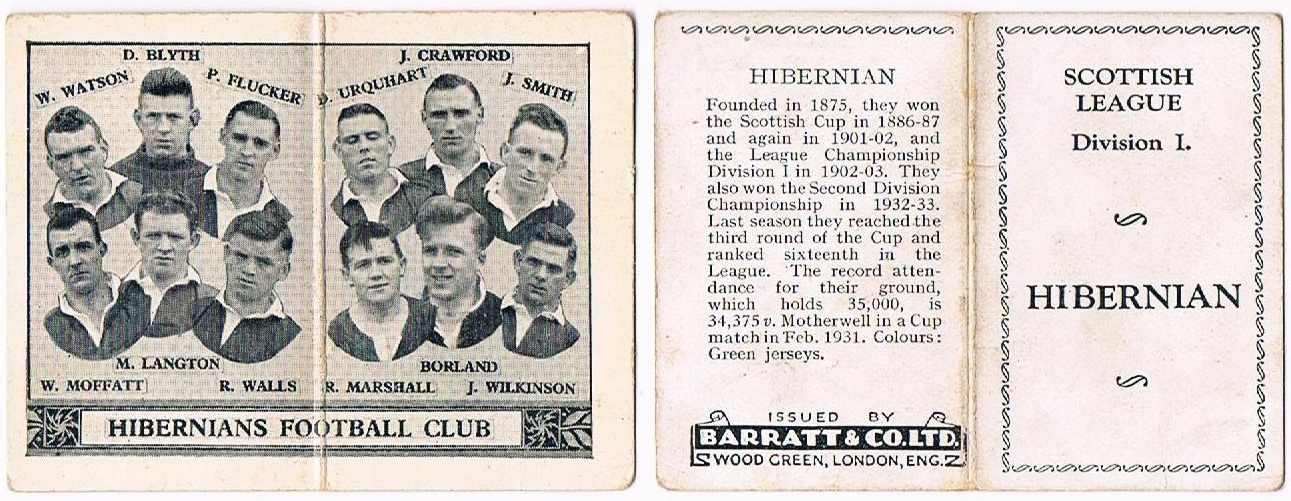 D. BLYTH
J. CRAWFORD
W. WATSON
P. FLUCKER
D. URQUHART
J. SMITH
M. LANGTON
BORLAND
W. MOFFATT
R. WALLS
R. MARSHALL
J. WILKINSON
HIBERNIANS FOOTBALL CLUB
HIBERNIAN
Founded in 1875, they won
the Scottish Cup in 1886-87
and again in 1901-02, and
the League Championship
Division I in 1902-03. They
also won the Second Division
Championship in 1932-33.
Last season they reached the
third round of the Cup and
ranked sixteenth in the
League. The record atten-
dance for their ground,
which holds 35,000, is
34,375 v. Motherwell in a Cup
match in Feb. 1931. Colours:
Green jerseys.
ISSUED BY
BARRATT & CO. LTD.
WOOD GREEN, LONDON, ENG.
SCOTTISH
LEAGUE
Division I.
HIBERNIAN